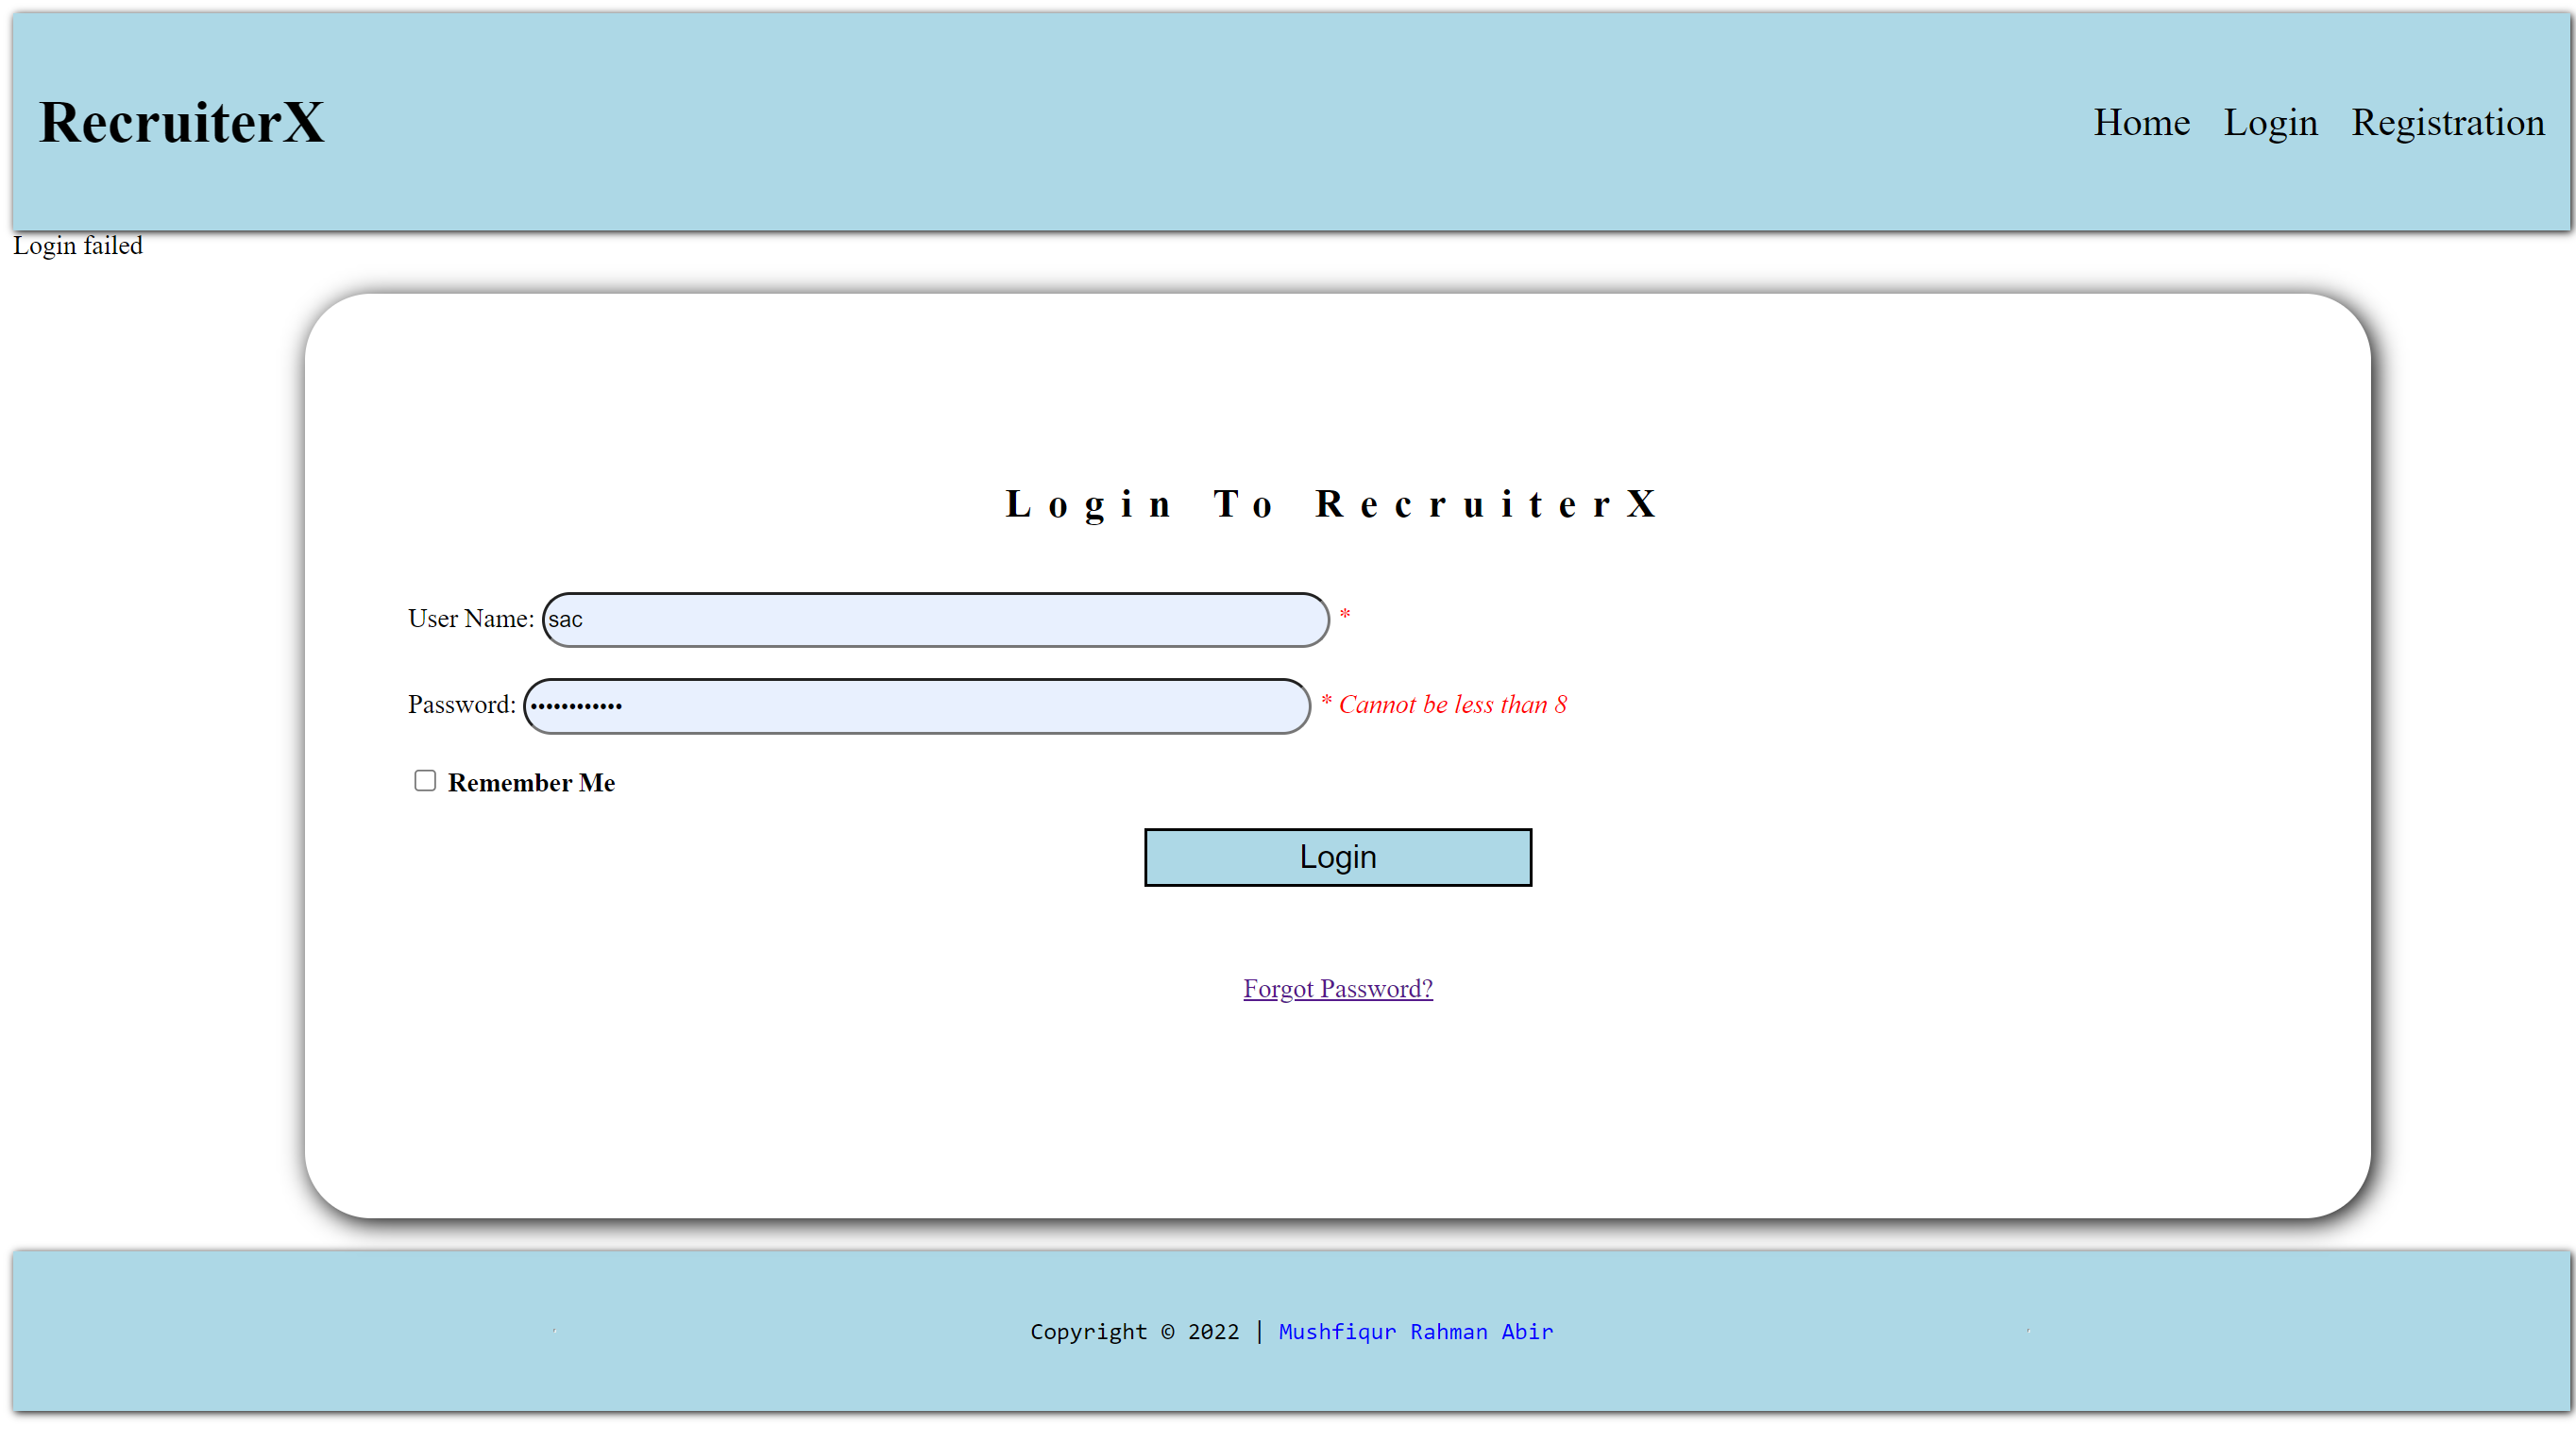 RecruiterX
Home Login Registration
Login failed
Login To RecruiterX
User Name: sac *
Password: •••••••••••• * Cannot be less than 8
Remember Me
Login
Forgot Password?
Copyright © 2022 | Mushfiqur Rahman Abir